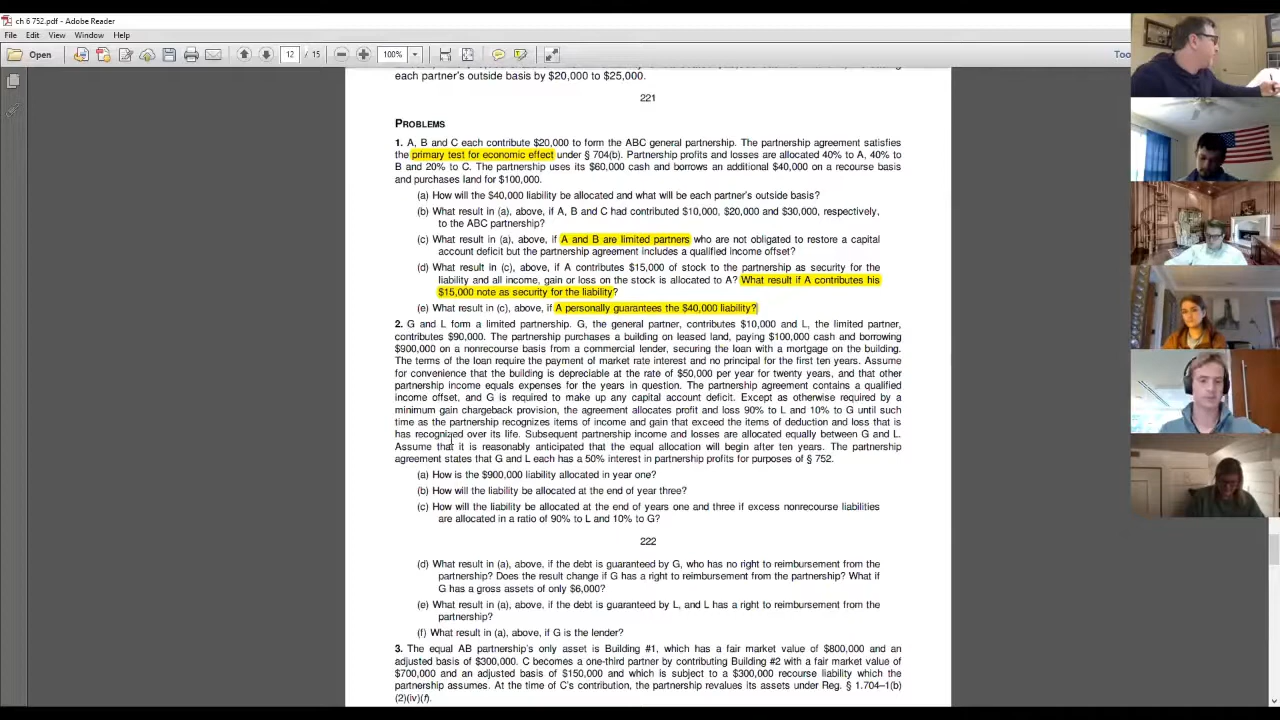 ch 6 752.pdf - Adobe Reader
File Edit View Window Help
Open 12 / 15 100% Too
each partner's outside basis by $20,000 to $25,000.
221
PROBLEMS
1. A, B and C each contribute $20,000 to form the ABC general partnership. The partnership agreement satisfies
the primary test for economic effect under § 704(b). Partnership profits and losses are allocated 40% to A, 40% to
B and 20% to C. The partnership uses its $60,000 cash and borrows an additional $40,000 on a recourse basis
and purchases land for $100,000.
(a) How will the $40,000 liability be allocated and what will be each partner's outside basis?
(b) What result in (a), above, if A, B and C had contributed $10,000, $20,000 and $30,000, respectively,
to the ABC partnership?
(c) What result in (a), above, if A and B are limited partners who are not obligated to restore a capital
account deficit but the partnership agreement includes a qualified income offset?
(d) What result in (c), above, if A contributes $15,000 of stock to the partnership as security for the
liability and all income, gain or loss on the stock is allocated to A? What result if A contributes his
$15,000 note as security for the liability?
(e) What result in (c), above, if A personally guarantees the $40,000 liability?
2. G and L form a limited partnership. G, the general partner, contributes $10,000 and L, the limited partner,
contributes $90,000. The partnership purchases a building on leased land, paying $100,000 cash and borrowing
$900,000 on a nonrecourse basis from a commercial lender, securing the loan with a mortgage on the building.
The terms of the loan require the payment of market rate interest and no principal for the first ten years. Assume
for convenience that the building is depreciable at the rate of $50,000 per year for twenty years, and that other
partnership income equals expenses for the years in question. The partnership agreement contains a qualified
income offset, and G is required to make up any capital account deficit. Except as otherwise required by a
minimum gain chargeback provision, the agreement allocates profit and loss 90% to L and 10% to G until such
time as the partnership recognizes items of income and gain that exceed the items of deduction and loss that is
has recognized over its life. Subsequent partnership income and losses are allocated equally between G and L.
Assume that it is reasonably anticipated that the equal allocation will begin after ten years. The partnership
agreement states that G and L each has a 50% interest in partnership profits for purposes of § 752.
(a) How is the $900,000 liability allocated in year one?
(b) How will the liability be allocated at the end of year three?
(c) How will the liability be allocated at the end of years one and three if excess nonrecourse liabilities
are allocated in a ratio of 90% to L and 10% to G?
222
(d) What result in (a), above, if the debt is guaranteed by G, who has no right to reimbursement from the
partnership? Does the result change if G has a right to reimbursement from the partnership? What if
G has a gross assets of only $6,000?
(e) What result in (a), above, if the debt is guaranteed by L, and L has a right to reimbursement from the
partnership?
(f) What result in (a), above, if G is the lender?
3. The equal AB partnership's only asset is Building #1, which has a fair market value of $800,000 and an
adjusted basis of $300,000. C becomes a one-third partner by contributing Building #2 with a fair market value of
$700,000 and an adjusted basis of $150,000 and which is subject to a $300,000 recourse liability which the
partnership assumes. At the time of C's contribution, the partnership revalues its assets under Reg. § 1.704–1(b)
(2)(iv)(f).